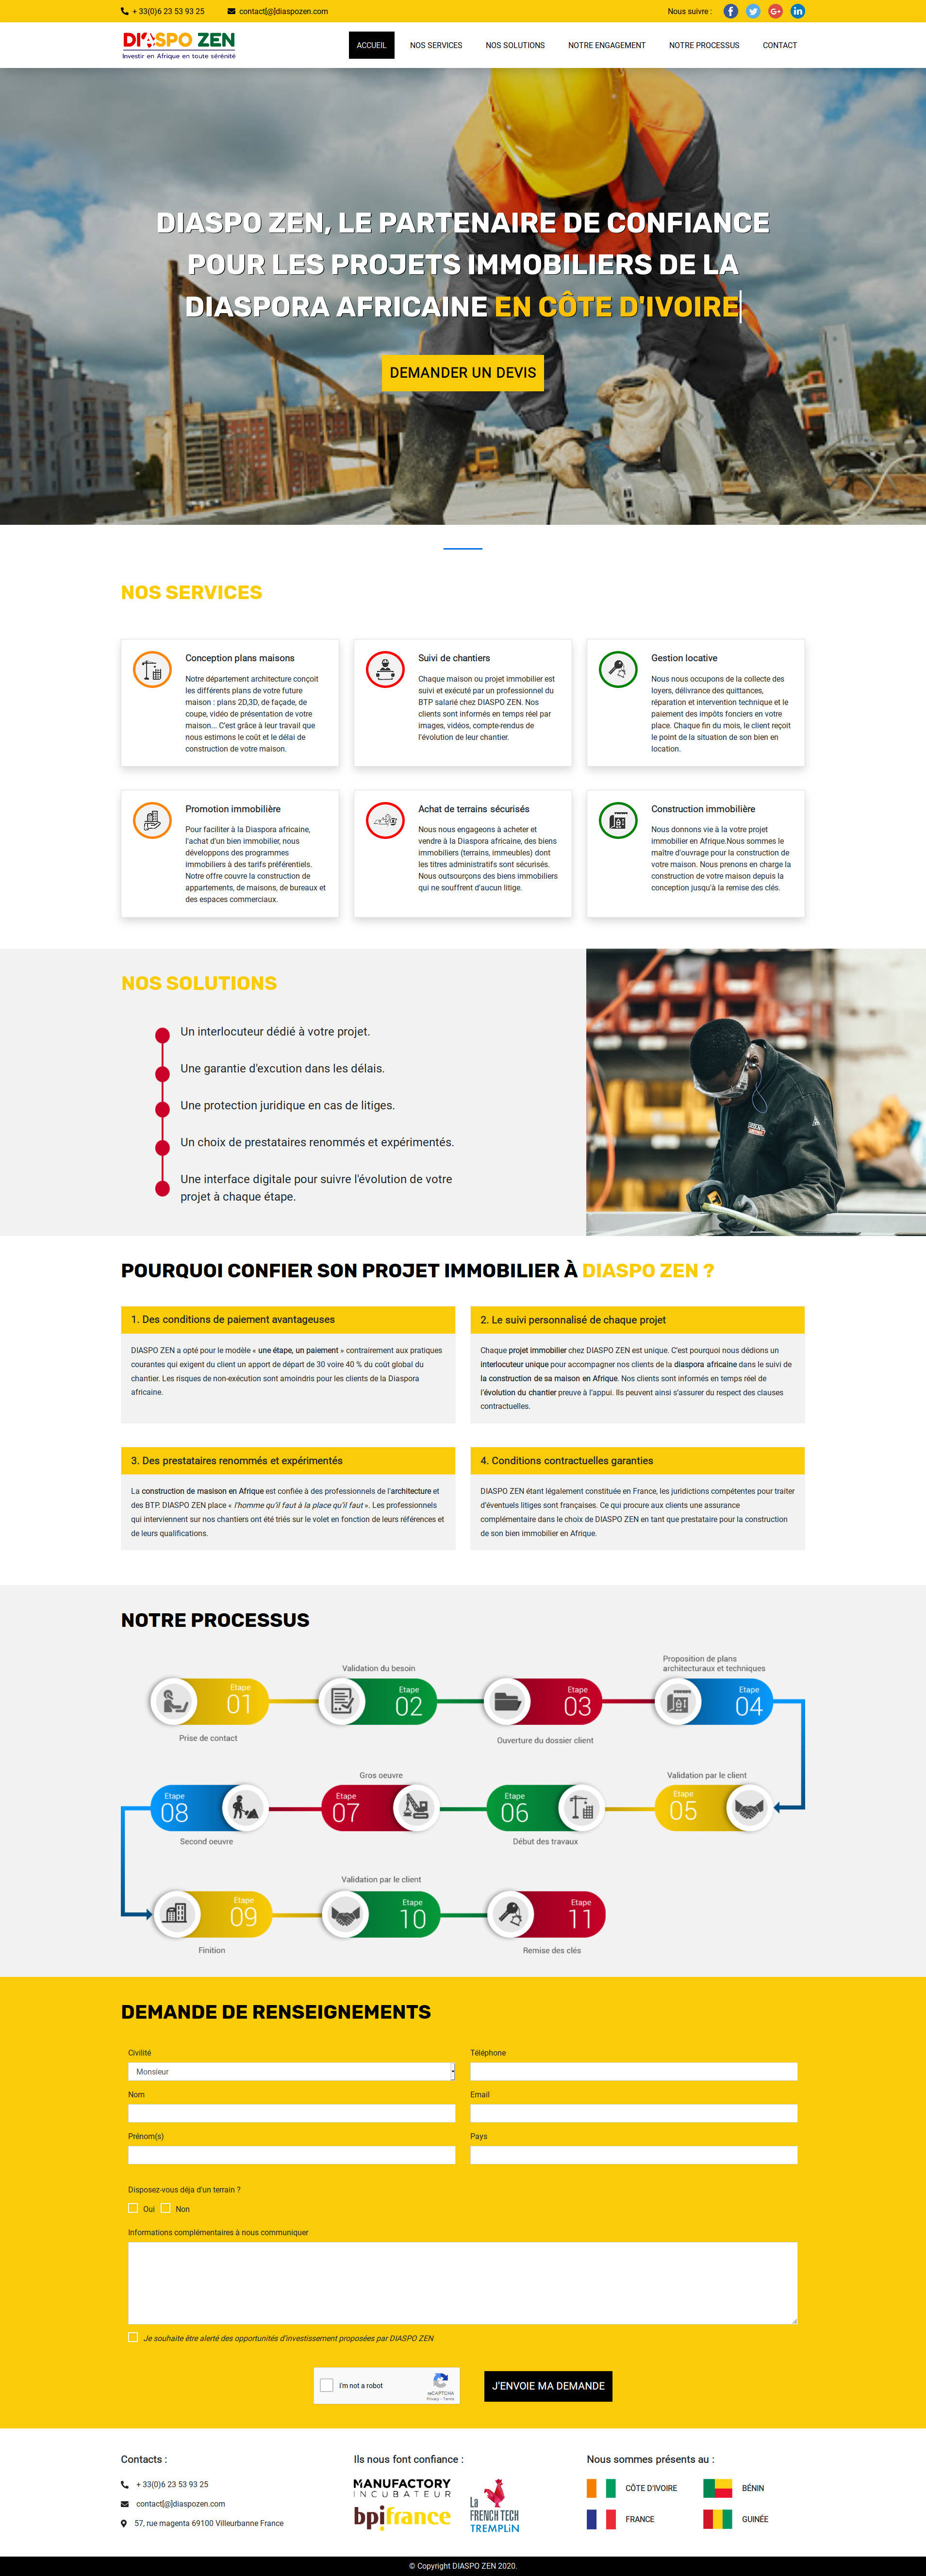 + 33(0)6 23 53 93 25
contact[@]diaspozen.com
Nous suivre :
DIASPO ZEN
Investir en Afrique en toute sérénité
ACCUEIL
NOS SERVICES
NOS SOLUTIONS
NOTRE ENGAGEMENT
NOTRE PROCESSUS
CONTACT
DIASPO ZEN, LE PARTENAIRE DE CONFIANCE
POUR LES PROJETS IMMOBILIERS DE LA
DIASPORA AFRICAINE EN CÔTE D'IVOIRE
DEMANDER UN DEVIS
NOS SERVICES
Conception plans maisons
Notre département architecture conçoit
les différents plans de votre future
maison : plans 2D,3D, de façade, de
coupe, vidéo de présentation de votre
maison... C'est grâce à leur travail que
nous estimons le coût et le délai de
construction de votre maison.
Suivi de chantiers
Chaque maison ou projet immobilier est
suivi et exécuté par un professionnel du
BTP salarié chez DIASPO ZEN. Nos
clients sont informés en temps réel par
images, vidéos, compte-rendus de
l'évolution de leur chantier.
Gestion locative
Nous nous occupons de la collecte des
loyers, délivrance des quittances,
réparation et intervention technique et le
paiement des impôts fonciers en votre
place. Chaque fin du mois, le client reçoit
le point de la situation de son bien en
location.
Promotion immobilière
Pour faciliter à la Diaspora africaine,
l'achat d'un bien immobilier, nous
développons des programmes
immobiliers à des tarifs préférentiels.
Notre offre couvre la construction de
appartements, de maisons, de bureaux et
des espaces commerciaux.
Achat de terrains sécurisés
Nous nous engageons à acheter et
vendre à la Diaspora africaine, des biens
immobiliers (terrains, immeubles) dont
les titres administratifs sont sécurisés.
Nous outsourçons des biens immobiliers
qui ne souffrent d'aucun litige.
Construction immobilière
Nous donnons vie à la votre projet
immobilier en Afrique.Nous sommes le
maître d'ouvrage pour la construction de
votre maison. Nous prenons en charge la
construction de votre maison depuis la
conception jusqu'à la remise des clés.
NOS SOLUTIONS
Un interlocuteur dédié à votre projet.
Une garantie d'excution dans les délais.
Une protection juridique en cas de litiges.
Un choix de prestataires renommés et expérimentés.
Une interface digitale pour suivre l'évolution de votre
projet à chaque étape.
POURQUOI CONFIER SON PROJET IMMOBILIER À DIASPO ZEN ?
1. Des conditions de paiement avantageuses
DIASPO ZEN a opté pour le modèle « une étape, un paiement » contrairement aux pratiques
courantes qui exigent du client un apport de départ de 30 voire 40 % du coût global du
chantier. Les risques de non-exécution sont amoindris pour les clients de la Diaspora
africaine.
2. Le suivi personnalisé de chaque projet
Chaque projet immobilier chez DIASPO ZEN est unique. C'est pourquoi nous dédions un
interlocuteur unique pour accompagner nos clients de la diaspora africaine dans le suivi de
la construction de sa maison en Afrique. Nos clients sont informés en temps réel de
l'évolution du chantier preuve à l'appui. Ils peuvent ainsi s'assurer du respect des clauses
contractuelles.
3. Des prestataires renommés et expérimentés
La construction de masison en Afrique est confiée à des professionnels de l'architecture et
des BTP. DIASPO ZEN place « l'homme qu'il faut à la place qu'il faut ». Les professionnels
qui interviennent sur nos chantiers ont été triés sur le volet en fonction de leurs références et
de leurs qualifications.
4. Conditions contractuelles garanties
DIASPO ZEN étant légalement constituée en France, les juridictions compétentes pour traiter
d'éventuels litiges sont françaises. Ce qui procure aux clients une assurance
complémentaire dans le choix de DIASPO ZEN en tant que prestataire pour la construction
de son bien immobilier en Afrique.
NOTRE PROCESSUS
Etape 01
Prise de contact
Validation du besoin
Etape 02
Etape 03
Ouverture du dossier client
Proposition de plans
architecturaux et techniques
Etape 04
Etape 08
Second oeuvre
Gros oeuvre
Etape 07
Etape 06
Début des travaux
Validation par le client
Etape 05
Etape 09
Finition
Validation par le client
Etape 10
Etape 11
Remise des clés
DEMANDE DE RENSEIGNEMENTS
Civilité
Monsieur
Téléphone
Nom
Email
Prénom(s)
Pays
Disposez-vous déja d'un terrain ?
Oui
Non
Informations complémentaires à nous communiquer
Je souhaite être alerté des opportunités d'investissement proposées par DIASPO ZEN
I'm not a robot
reCAPTCHA
Privacy - Terms
J'ENVOIE MA DEMANDE
Contacts :
+ 33(0)6 23 53 93 25
contact[@]diaspozen.com
57, rue magenta 69100 Villeurbanne France
Ils nous font confiance :
MANUFACTORY
INCUBATEUR
bpifrance
La
FRENCH TECH
TREMPLiN
Nous sommes présents au :
CÔTE D'IVOIRE
BÉNIN
FRANCE
GUINÉE
© Copyright DIASPO ZEN 2020.